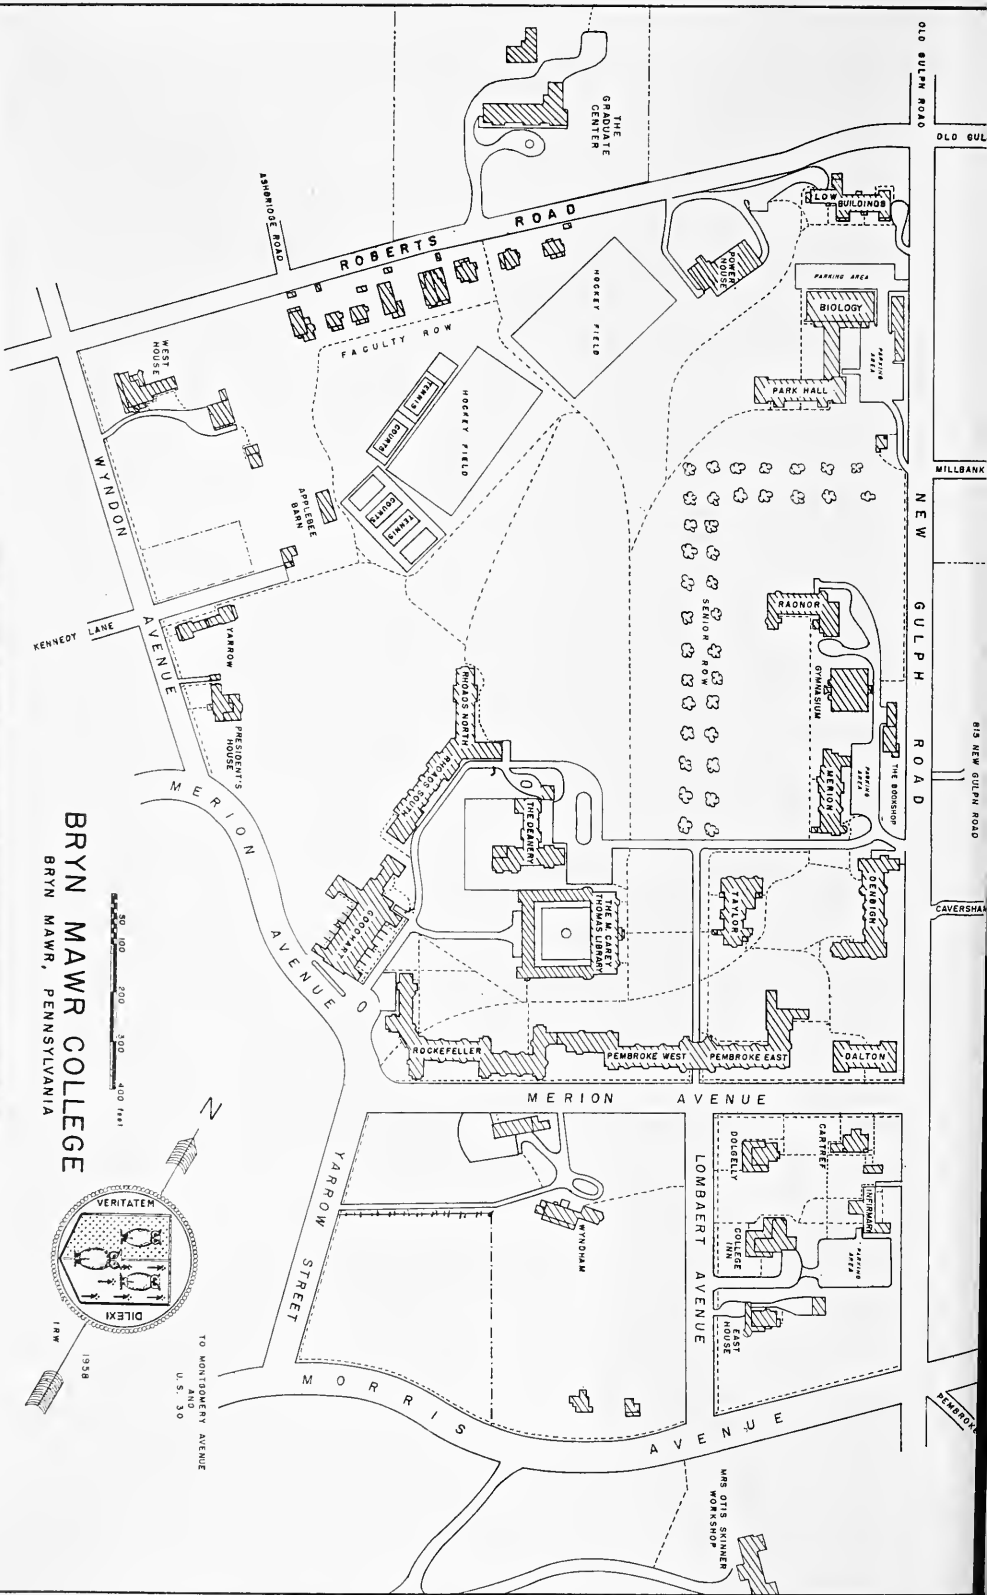 OLD GULPH ROAD
OLD GUL
THE
GRADUATE
CENTER
ASHBRIDGE ROAD
ROBERTS ROAD
LOW
BUILDINGS
POWER
HOUSE
PARKING AREA
BIOLOGY
PARKING
AREA
PARK HALL
MILLBANK
HOCKEY FIELD
FACULTY ROW
WEST
HOUSE
TENNIS
COURTS
HOCKEY FIELD
TENNIS
COURTS
APPLEBEE
BARN
WYNDON AVENUE
KENNEDY LANE
NEW GULPH ROAD
SENIOR ROW
RADNOR
GYMNASIUM
YARROW
PRESIDENT'S
HOUSE
RHOADS NORTH
RHOADS SOUTH
815 NEW GULPH ROAD
THE BOOKSHOP
PARKING
AREA
MERION
THE DEANERY
MERION AVENUE
DENBIGH
TAYLOR
CAVERSHAM
THE M. CAREY
THOMAS LIBRARY
GOODHART
ROCKEFELLER
PEMBROKE WEST
PEMBROKE EAST
DALTON
MERION AVENUE
DOLGELLY
CARTREF
INFIRMARY
PARKING
AREA
COLLEGE
INN
EAST
HOUSE
LOMBAERT AVENUE
WYNDHAM
YARROW STREET
MORRIS AVENUE
PEMBROKE
MRS OTIS SKINNER
WORKSHOP
TO MONTGOMERY AVENUE
AND
U.S. 30
BRYN MAWR COLLEGE
BRYN MAWR, PENNSYLVANIA
50 100 200 300 400 feet
N
VERITATEM
DILEXI
IRW 1958